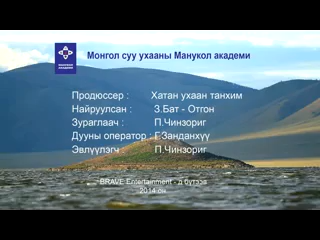 Монгол суу ухааны Манукол академи
Продюссер : Хатан ухаан танхим
Найруулсан : З.Бат - Отгон
Зураглаач : П.Чинзориг
Дууны оператор : Г.Занданхүү
Эвлүүлэгч : П.Чинзориг
BRAVE Entertainment - д бүтээв
2014 он